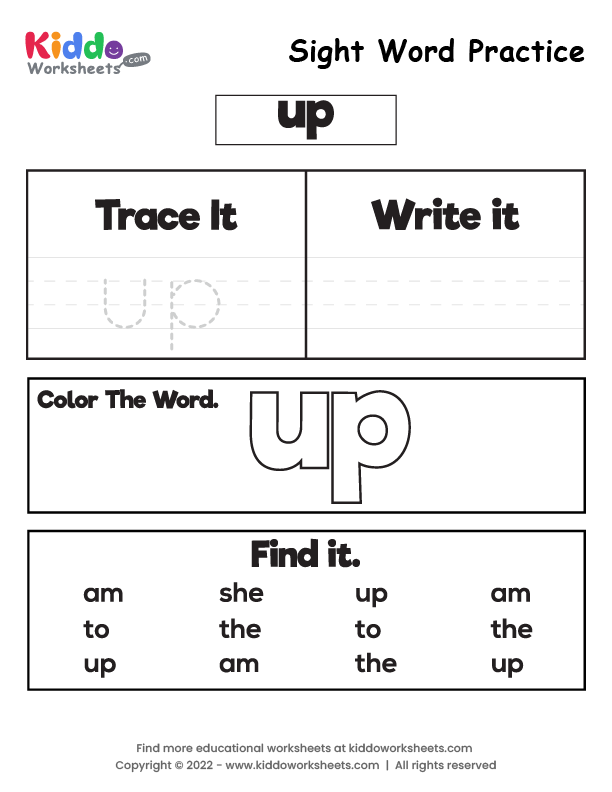 Kiddo
Worksheets.com
Sight Word Practice
up
Trace It
Write it
up
Color The Word.
up
Find it.
am she up am
to the to the
up am the up
Find more educational worksheets at kiddoworksheets.com
Copyright © 2022 - www.kiddoworksheets.com | All rights reserved